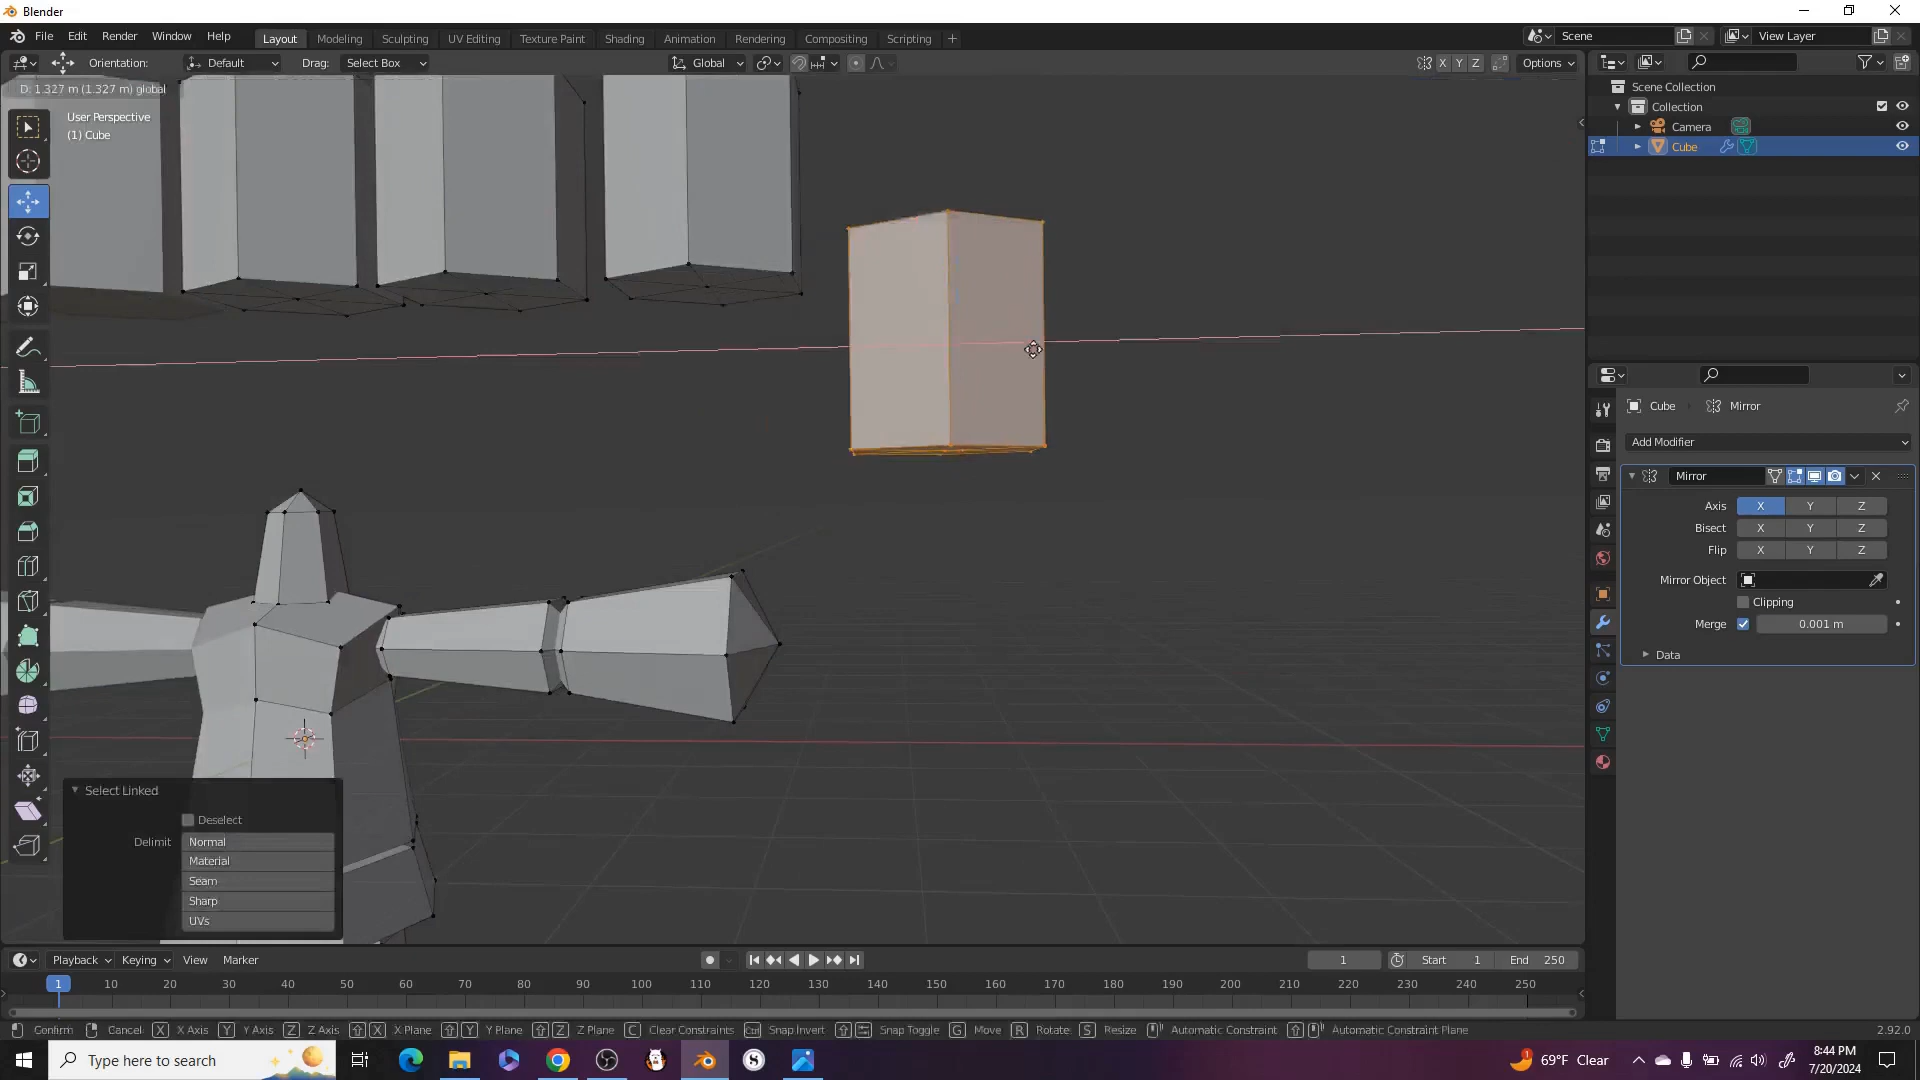 Blender
File Edit Render Window Help
Layout Modeling Sculpting UV Editing Texture Paint Shading Animation Rendering Compositing Scripting
Scene
View Layer
Orientation: Default Drag: Select Box
Global
X Y Z Options
D: 1.327 m (1.327 m) global
User Perspective
(1) Cube
Scene Collection
Collection
Camera
Cube
Cube Mirror
Add Modifier
Mirror
Axis X Y Z
Bisect X Y Z
Flip X Y Z
Mirror Object
Clipping
Merge 0.001 m
Data
Select Linked
Deselect
Delimit Normal
Material
Seam
Sharp
UVs
Playback Keying View Marker
1 Start 1 End 250
1 10 20 30 40 50 60 70 80 90 100 110 120 130 140 150 160 170 180 190 200 210 220 230 240 250
Confirm Cancel X X Axis Y Y Axis Z Z Axis X X Plane Y Y Plane Z Z Plane C Clear Constraints Ctrl Snap Invert Snap Toggle G Move R Rotate S Resize Automatic Constraint Automatic Constraint Plane 2.92.0
Type here to search
69°F Clear
8:44 PM
7/20/2024